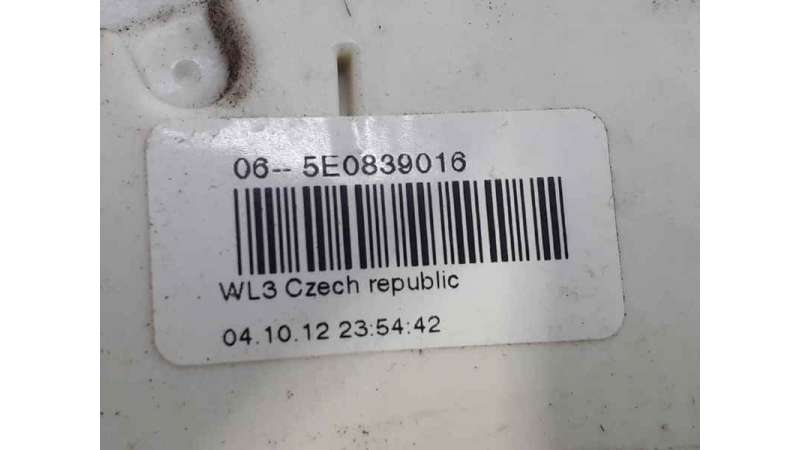 06-- 5E0839016
WL3 Czech republic
04.10.12 23:54:42